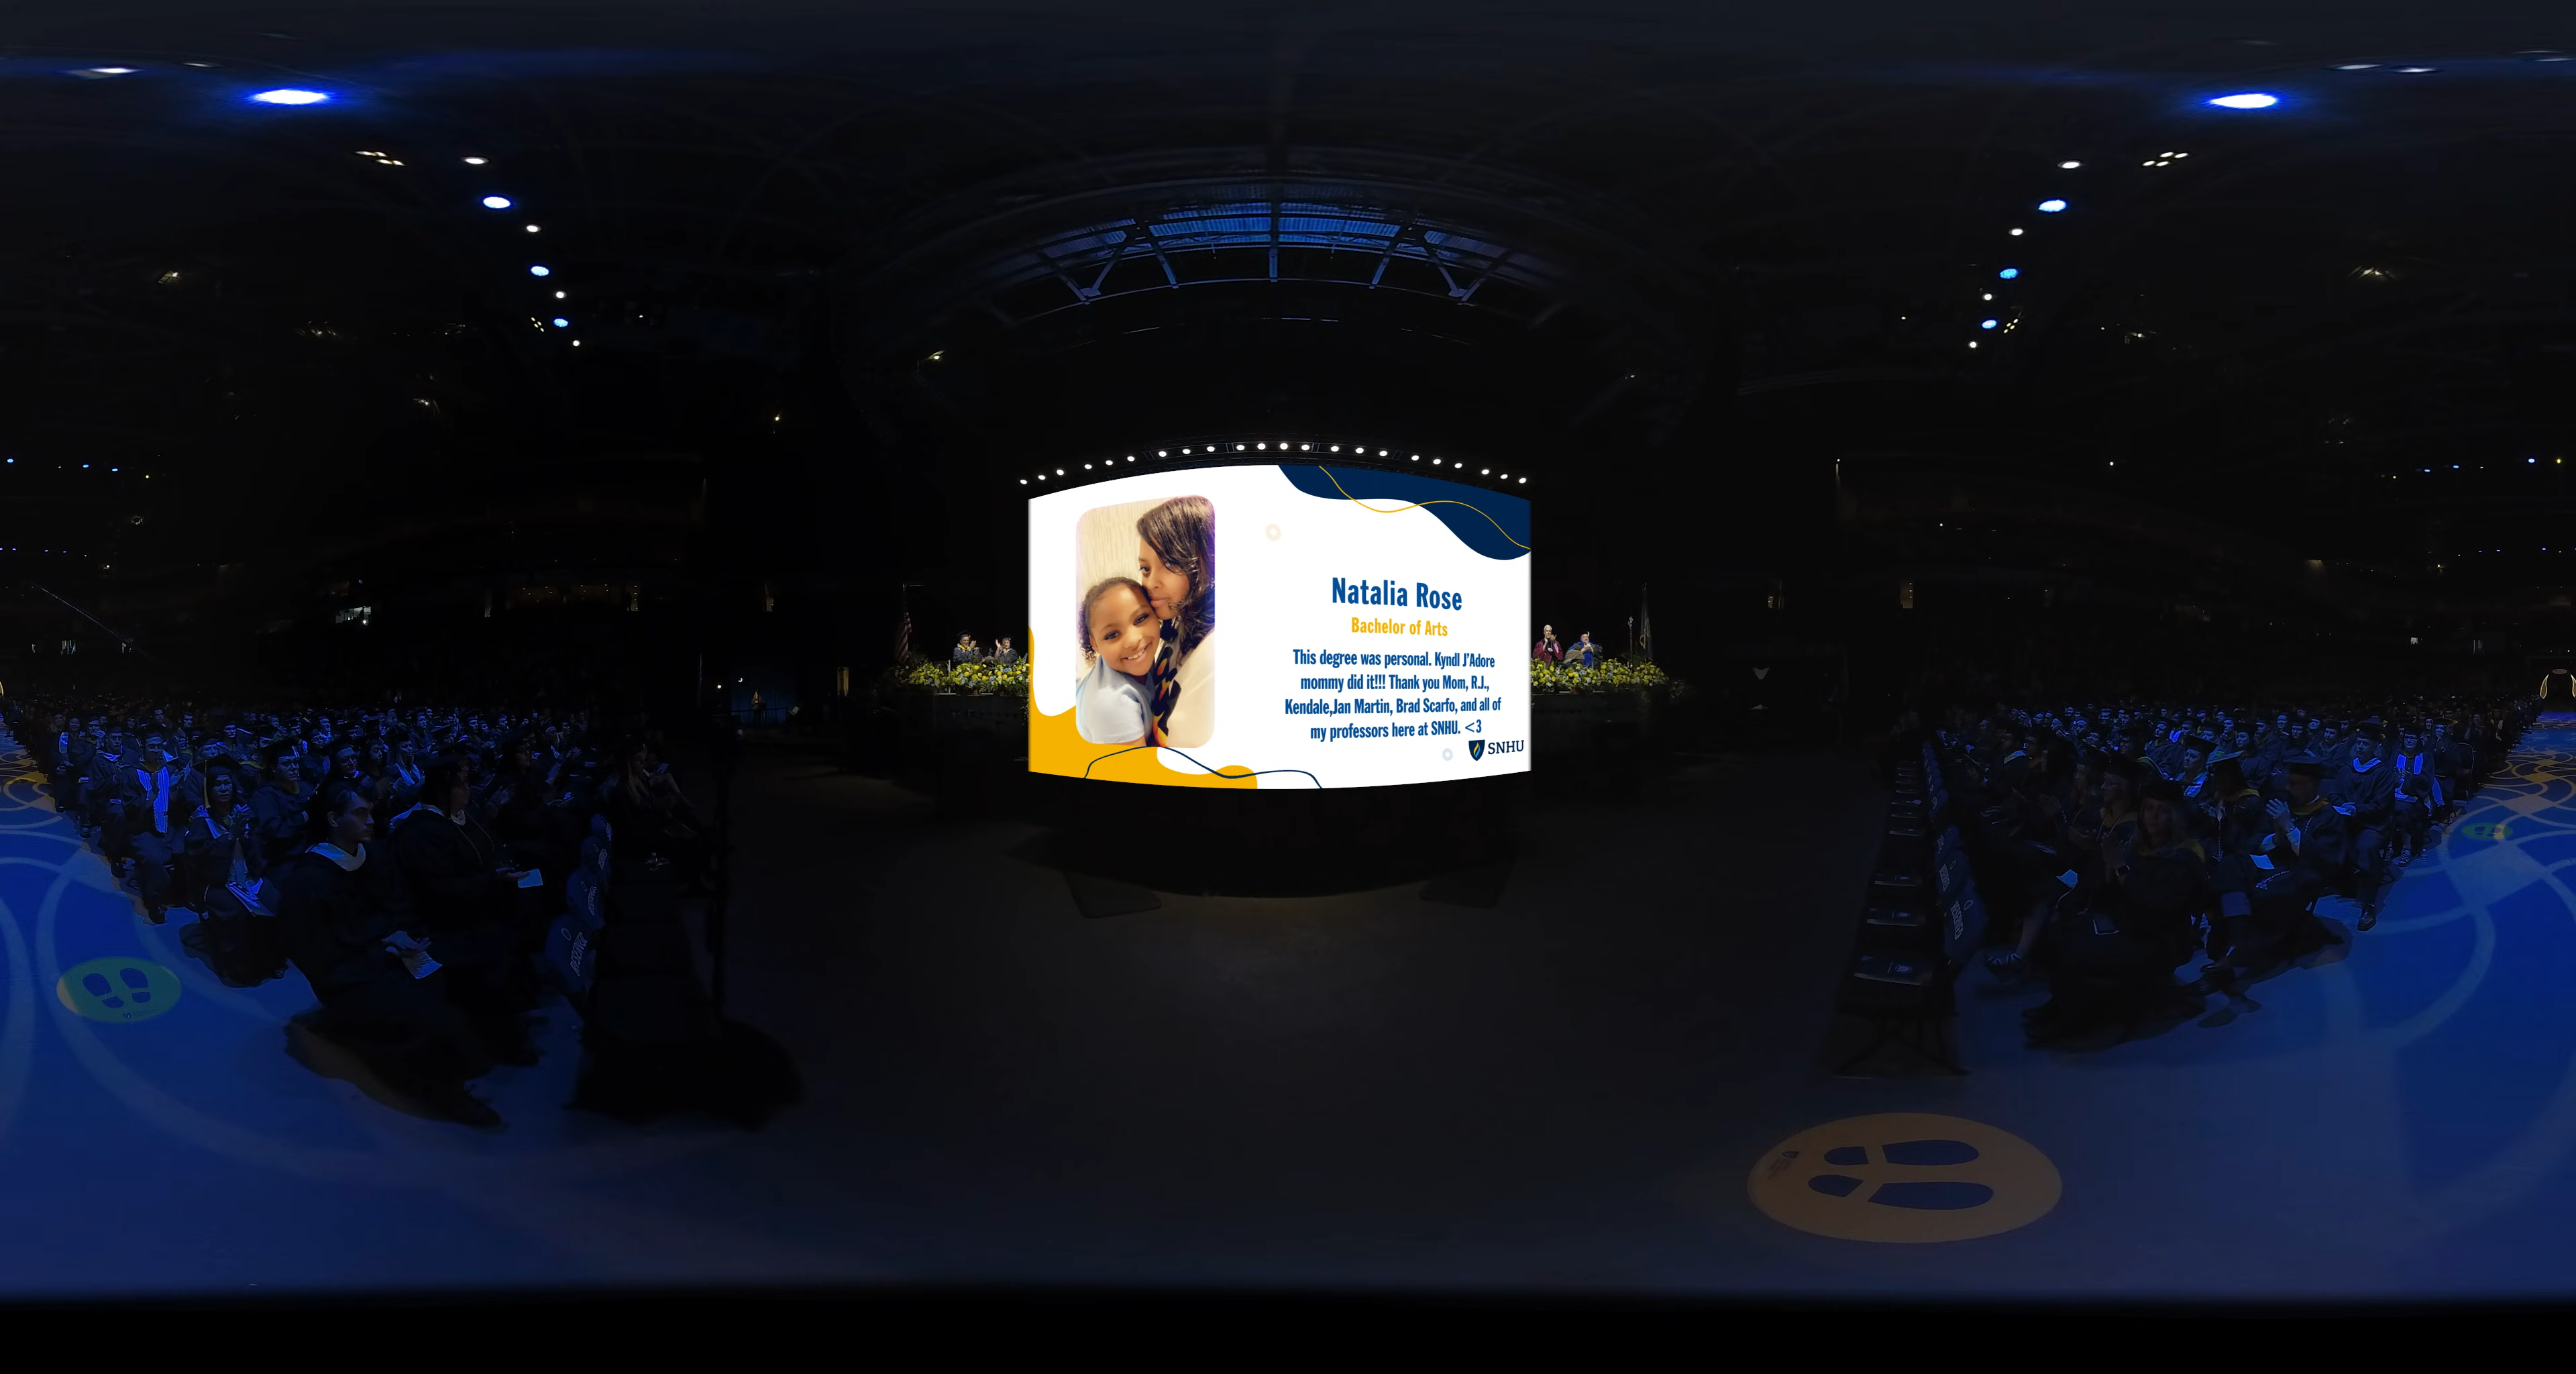 Natalia Rose
Bachelor of Arts
This degree was personal. Kyndl J'Adore
mommy did it!!! Thank you Mom, R.J.,
Kendale,Jan Martin, Brad Scarfo, and all of
my professors here at SNHU. <3
SNHU